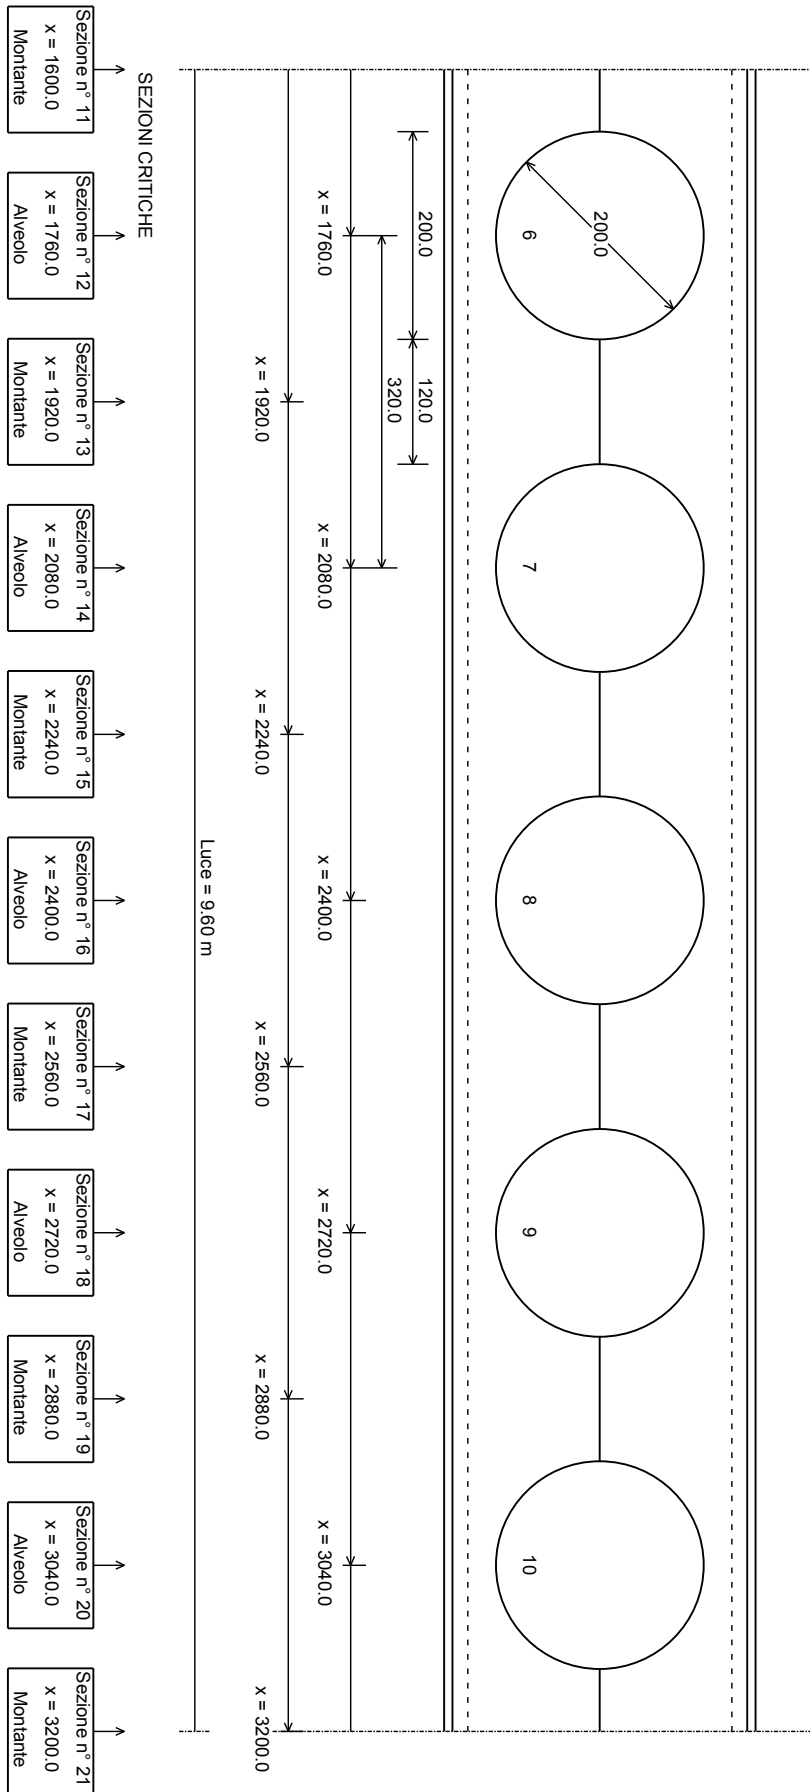 200.0
6
7
8
9
10
200.0
120.0
320.0
x = 1760.0
x = 2080.0
x = 2400.0
x = 2720.0
x = 3040.0
x = 1920.0
x = 2240.0
x = 2560.0
x = 2880.0
x = 3200.0
Luce = 9.60 m
SEZIONI CRITICHE
Sezione n° 11
x = 1600.0
Montante
Sezione n° 12
x = 1760.0
Alveolo
Sezione n° 13
x = 1920.0
Montante
Sezione n° 14
x = 2080.0
Alveolo
Sezione n° 15
x = 2240.0
Montante
Sezione n° 16
x = 2400.0
Alveolo
Sezione n° 17
x = 2560.0
Montante
Sezione n° 18
x = 2720.0
Alveolo
Sezione n° 19
x = 2880.0
Montante
Sezione n° 20
x = 3040.0
Alveolo
Sezione n° 21
x = 3200.0
Montante